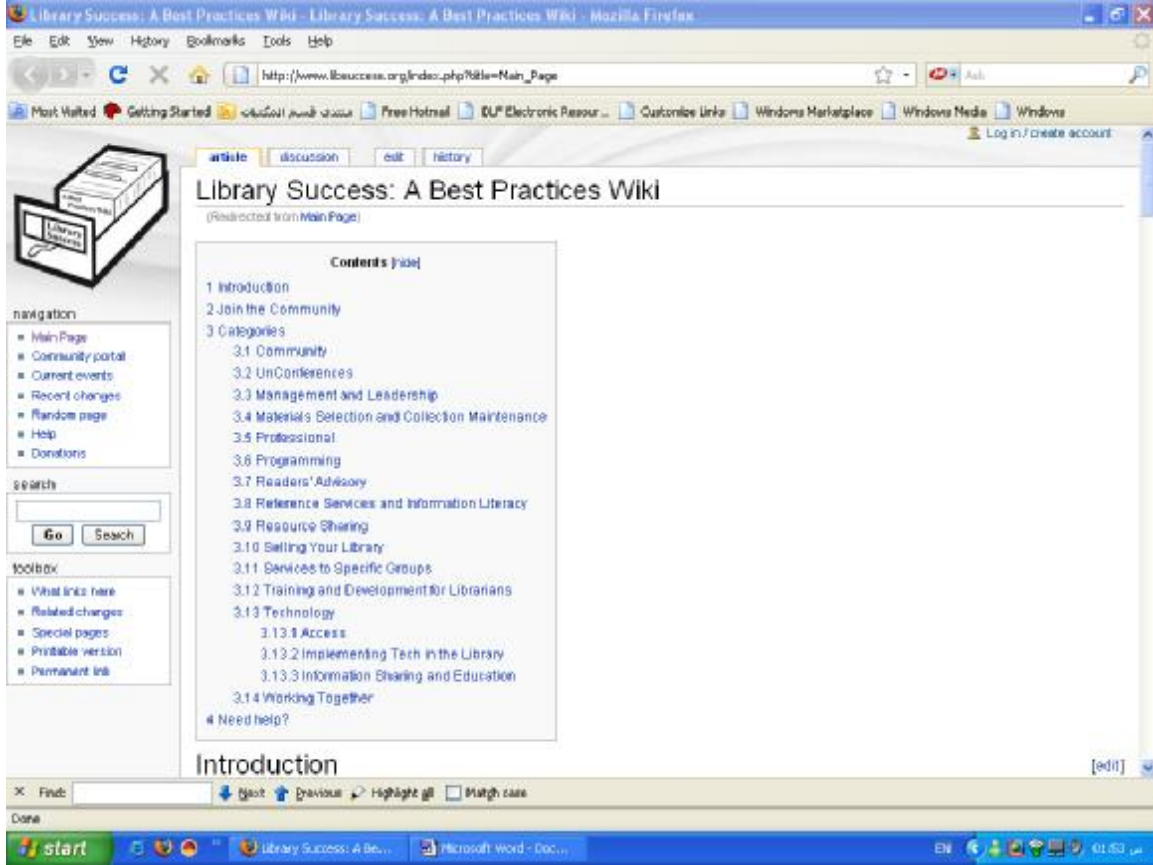 Library Success: A Best Practices Wiki - Library Success: A Best Practices Wiki - Mozilla Firefox
File Edit View History Bookmarks Tools Help
http://www.libsuccess.org/index.php?title=Main_Page
Ask
Most Visited Getting Started منتدى قسم المكتبات Free Hotmail Electronic Resour... Customize Links Windows Marketplace Windows Media Windows
Log in / create account
article discussion edit history
Library Success: A Best Practices Wiki
(Redirected from Main Page)
Library Success
Contents [hide]
1 Introduction
2 Join the Community
3 Categories
3.1 Community
3.2 UnConferences
3.3 Management and Leadership
3.4 Materials Selection and Collection Maintenance
3.5 Professional
3.6 Programming
3.7 Readers' Advisory
3.8 Reference Services and Information Literacy
3.9 Resource Sharing
3.10 Selling Your Library
3.11 Services to Specific Groups
3.12 Training and Development for Librarians
3.13 Technology
3.13.1 Access
3.13.2 Implementing Tech in the Library
3.13.3 Information Sharing and Education
3.14 Working Together
4 Need help?
Introduction
[edit]
navigation
Main Page
Community portal
Current events
Recent changes
Random page
Help
Donations
search
Go Search
toolbox
What links here
Related changes
Special pages
Printable version
Permanent link
Find: Next Previous Highlight all Match case
Done
start Library Success: A Be... Microsoft Word - Doc... EN 01:53 م